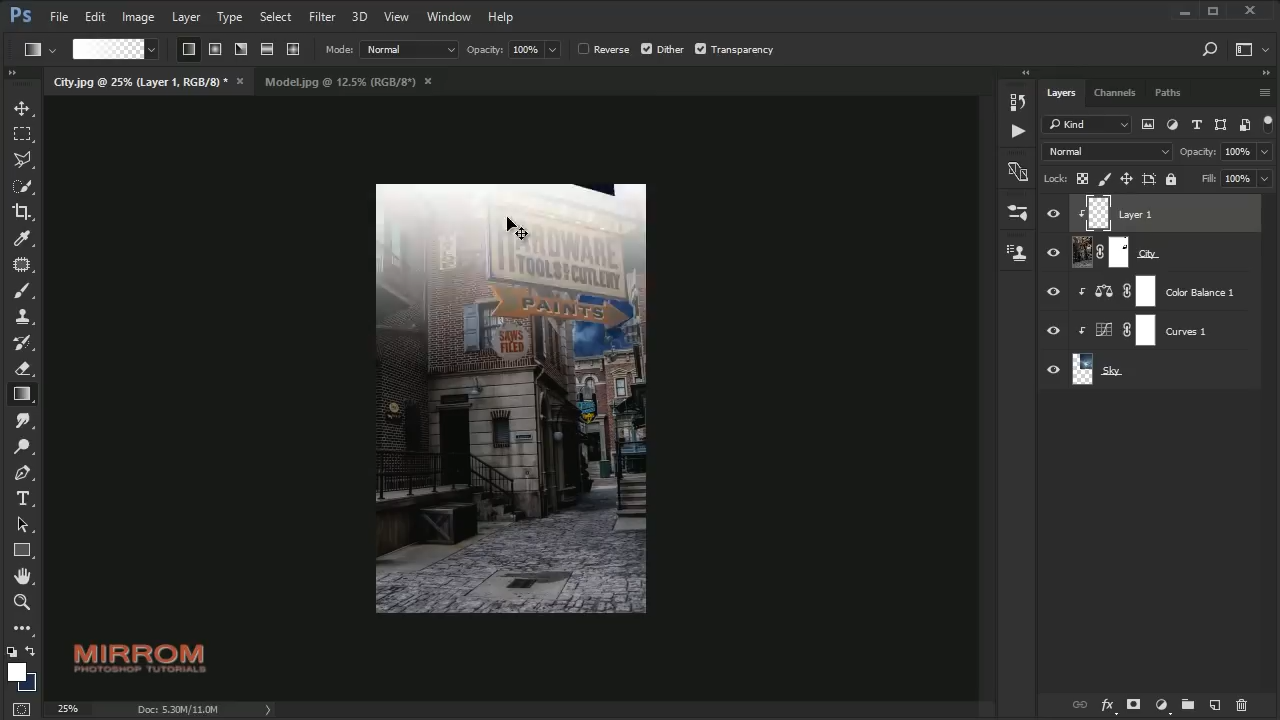 Ps File Edit Image Layer Type Select Filter 3D View Window Help
Mode: Normal Opacity: 100% Reverse Dither Transparency
City.jpg @ 25% (Layer 1, RGB/8) * Model.jpg @ 12.5% (RGB/8*)
Layers Channels Paths
Kind
Normal Opacity: 100%
Lock: Fill: 100%
Layer 1
City
Color Balance 1
Curves 1
Sky
HARDWARE
TOOLS & CUTLERY
PAINTS
SAWS
FILED
MIRROM
PHOTOSHOP TUTORIALS
25% Doc: 5.30M/11.0M